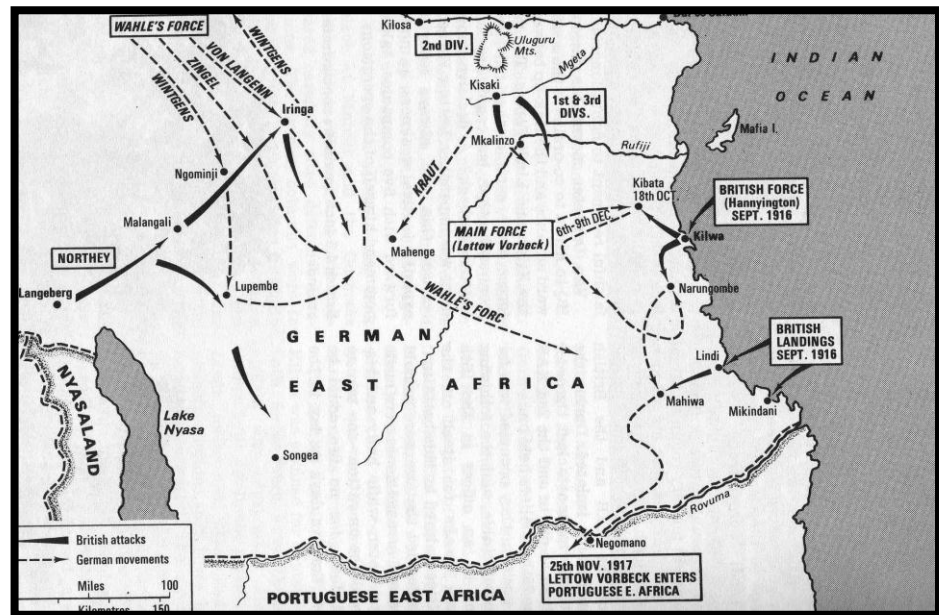 Kilosa
WAHLE'S FORCE
WINTGENS
VON LANGENN
ZINGEL
WINTGENS
2nd DIV.
Uluguru
Mts.
Mgeta
INDIAN
OCEAN
Kisaki
1st & 3rd
DIVS.
Iringa
Mafia I.
Mkalinzo
Rufiji
Ngominji
KRAUT
Kibata
18th OCT.
BRITISH FORCE
(Hannyington)
SEPT. 1916
Malangali
6th-9th DEC
MAIN FORCE
(Lettow Vorbeck)
Kilwa
Mahenge
NORTHEY
Langeberg
Lupembe
Narungombe
WAHLE'S FORC
GERMAN
EAST AFRICA
BRITISH
LANDINGS
SEPT. 1916
Lindi
Mahiwa
Mikindani
NYASALAND
Lake
Nyasa
Songea
Rovuma
Negomano
British attacks
German movements
Miles 100
Kilometres 150
25th NOV. 1917
LETTOW VORBECK ENTERS
PORTUGUESE E. AFRICA
PORTUGUESE EAST AFRICA